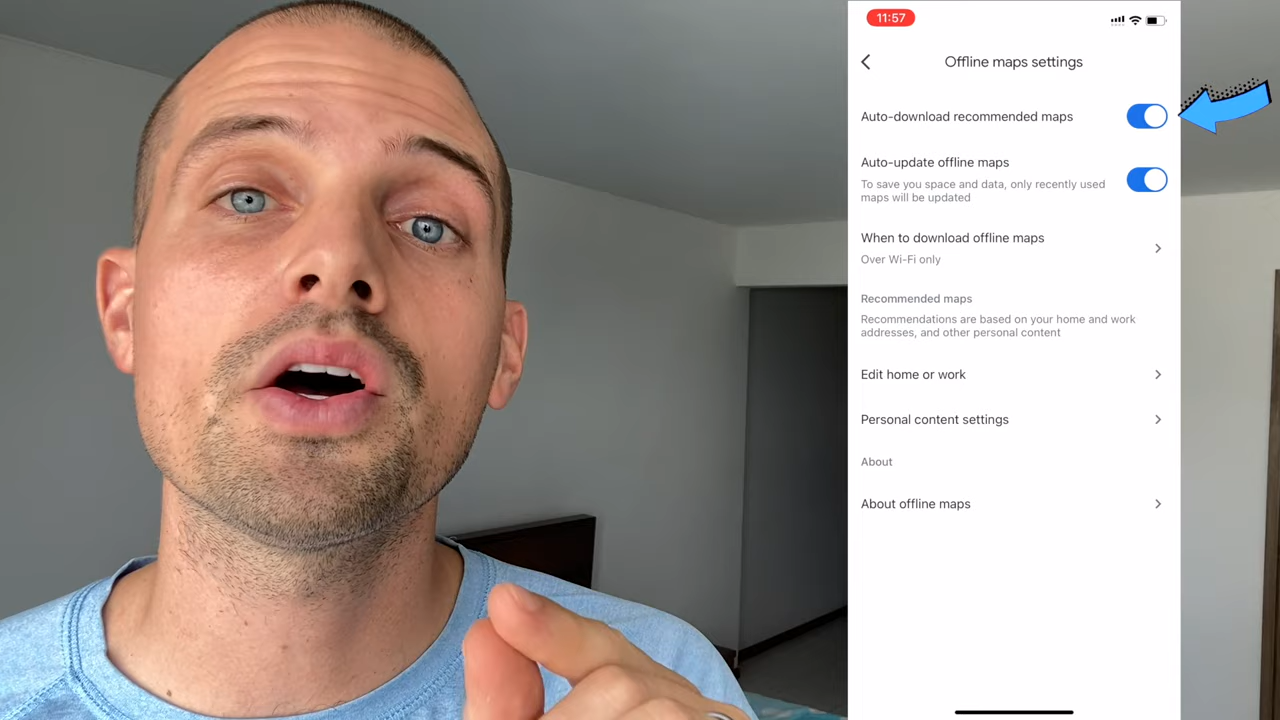 11:57
Offline maps settings
Auto-download recommended maps
Auto-update offline maps
To save you space and data, only recently used
maps will be updated
When to download offline maps
Over Wi-Fi only
Recommended maps
Recommendations are based on your home and work
addresses, and other personal content
Edit home or work
Personal content settings
About
About offline maps